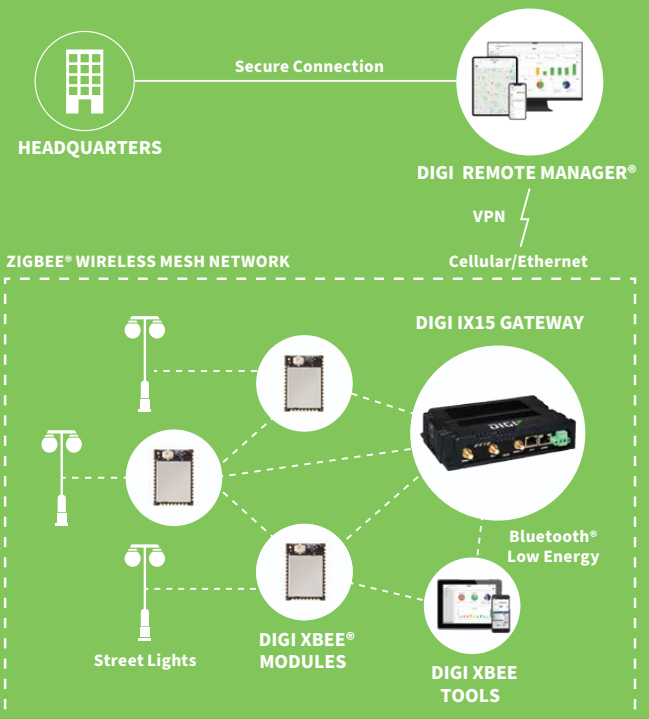 Secure Connection
HEADQUARTERS
DIGI REMOTE MANAGER®
VPN
Cellular/Ethernet
ZIGBEE® WIRELESS MESH NETWORK
DIGI IX15 GATEWAY
DIGI
Bluetooth®
Low Energy
DIGI XBEE®
MODULES
Street Lights
DIGI XBEE
TOOLS